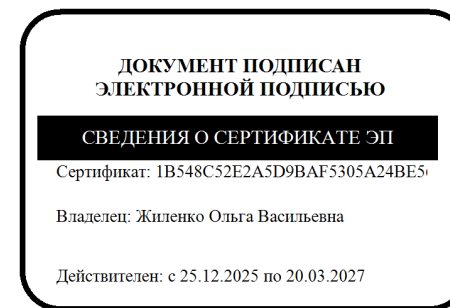 ДОКУМЕНТ ПОДПИСАН
ЭЛЕКТРОННОЙ ПОДПИСЬЮ
СВЕДЕНИЯ О СЕРТИФИКАТЕ ЭП
Сертификат: 1B548C52E2A5D9BAF5305A24BE5
Владелец: Жиленко Ольга Васильевна
Действителен: с 25.12.2025 по 20.03.2027